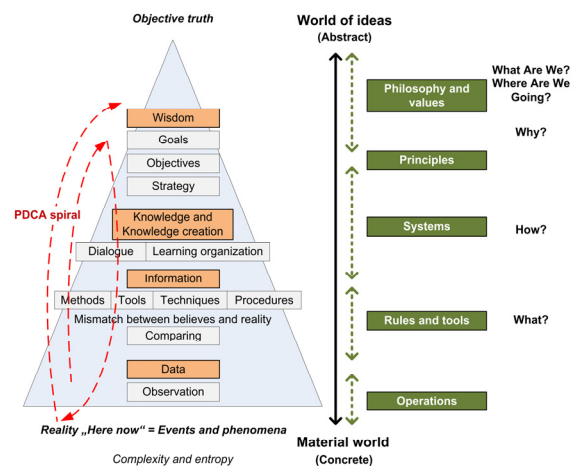 Objective truth
Wisdom
Goals
Objectives
Strategy
PDCA spiral
Knowledge and
Knowledge creation
Dialogue
Learning organization
Information
Methods
Tools
Techniques
Procedures
Mismatch between believes and reality
Comparing
Data
Observation
Reality „Here now“ = Events and phenomena
Complexity and entropy
World of ideas
(Abstract)
Philosophy and
values
Principles
Systems
Rules and tools
Operations
Material world
(Concrete)
What Are We?
Where Are We
Going?
Why?
How?
What?